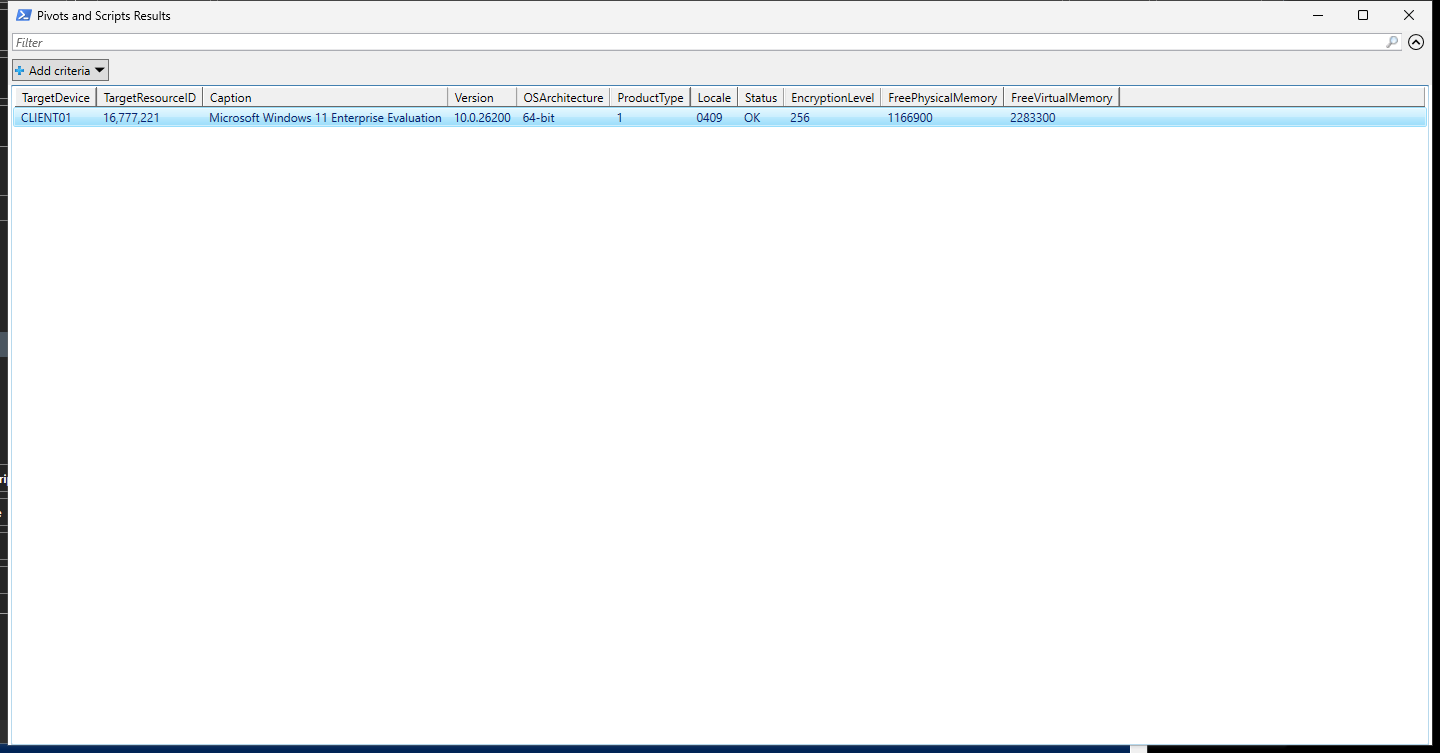 Pivots and Scripts Results
Filter
Add criteria
TargetDevice TargetResourceID Caption Version OSArchitecture ProductType Locale Status EncryptionLevel FreePhysicalMemory FreeVirtualMemory
CLIENT01 16,777,221 Microsoft Windows 11 Enterprise Evaluation 10.0.26200 64-bit 1 0409 OK 256 1166900 2283300